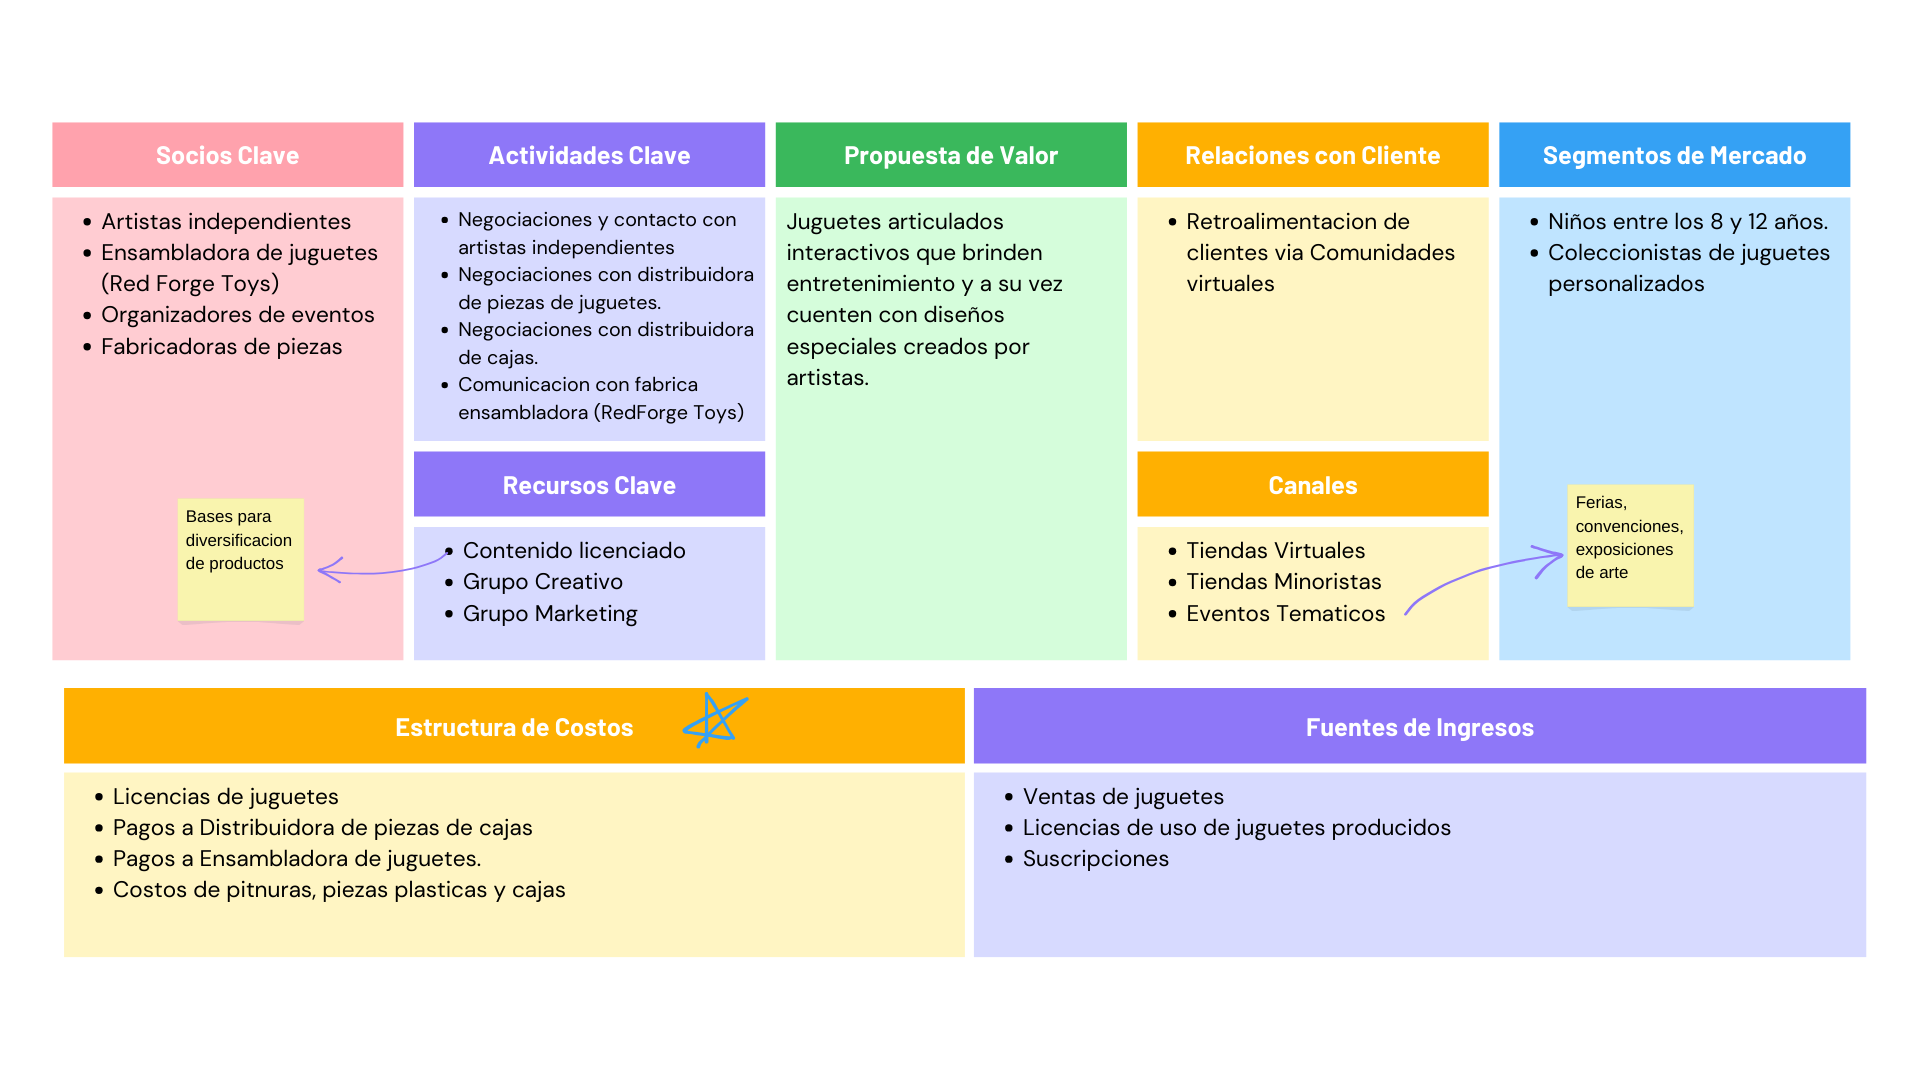 Socios Clave
Artistas independientes
Ensambladora de juguetes
(Red Forge Toys)
Organizadores de eventos
Fabricadoras de piezas
Bases para
diversificacion
de productos
Actividades Clave
Negociaciones y contacto con
artistas independientes
Negociaciones con distribuidora
de piezas de juguetes.
Negociaciones con distribuidora
de cajas.
Comunicacion con fabrica
ensambladora (RedForge Toys)
Recursos Clave
Contenido licenciado
Grupo Creativo
Grupo Marketing
Propuesta de Valor
Juguetes articulados
interactivos que brinden
entretenimiento y a su vez
cuenten con diseños
especiales creados por
artistas.
Relaciones con Cliente
Retroalimentacion de
clientes via Comunidades
virtuales
Canales
Tiendas Virtuales
Tiendas Minoristas
Eventos Tematicos
Segmentos de Mercado
Niños entre los 8 y 12 años.
Coleccionistas de juguetes
personalizados
Ferias,
convenciones,
exposiciones
de arte
Estructura de Costos
Licencias de juguetes
Pagos a Distribuidora de piezas de cajas
Pagos a Ensambladora de juguetes.
Costos de pitnuras, piezas plasticas y cajas
Fuentes de Ingresos
Ventas de juguetes
Licencias de uso de juguetes producidos
Suscripciones